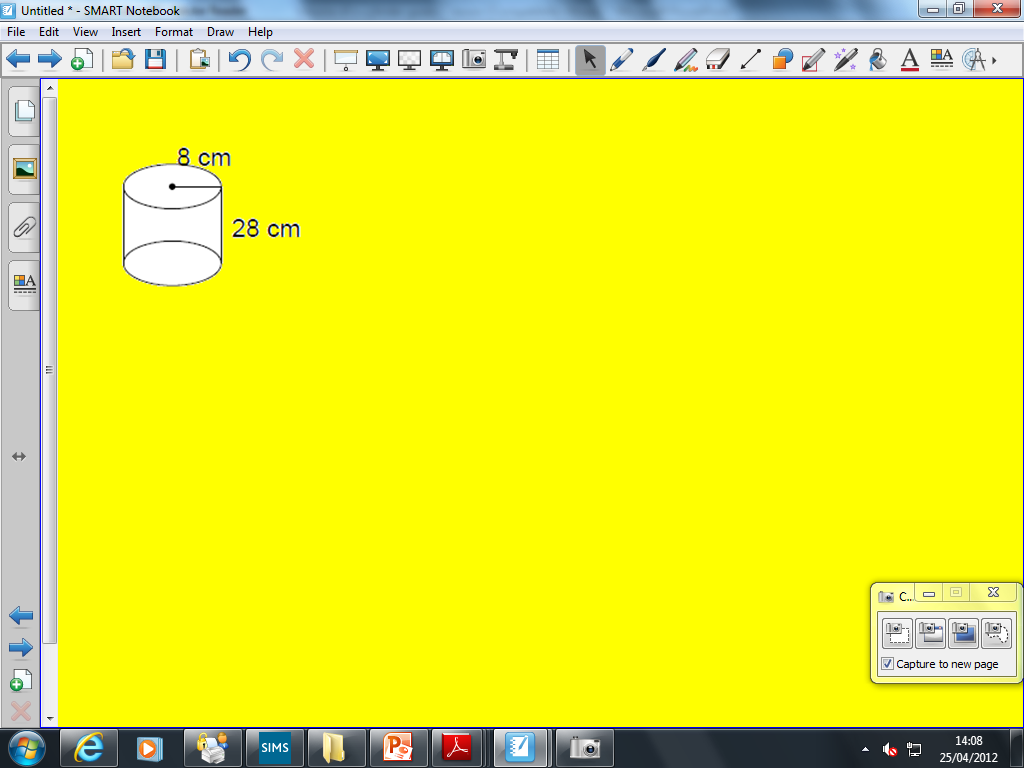 Untitled * - SMART Notebook
File Edit View Insert Format Draw Help
8 cm
28 cm
C...
Capture to new page
SIMS
14:08
25/04/2012